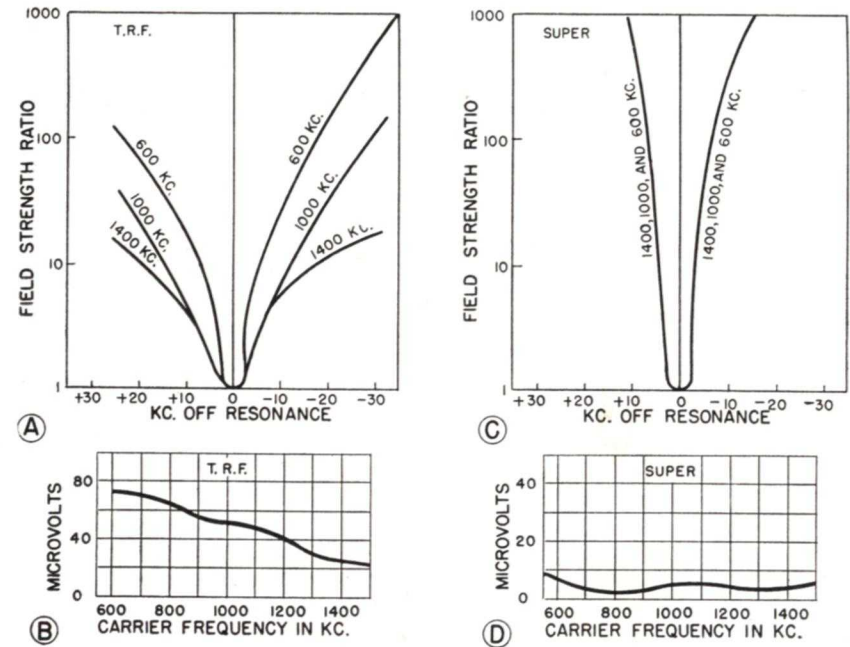 T.R.F.
FIELD STRENGTH RATIO
1000
100
10
1
600 KC.
1000 KC.
1400 KC.
600 KC.
1000 KC.
1400 KC.
+30 +20 +10 0 -10 -20 -30
KC. OFF RESONANCE
A
SUPER
FIELD STRENGTH RATIO
1000
100
10
1
1400, 1000, AND 600 KC.
1400, 1000, AND 600 KC.
+30 +20 +10 0 -10 -20 -30
KC. OFF RESONANCE
C
T.R.F.
MICROVOLTS
80
40
0
600 800 1000 1200 1400
CARRIER FREQUENCY IN KC.
B
SUPER
MICROVOLTS
40
20
0
600 800 1000 1200 1400
CARRIER FREQUENCY IN KC.
D